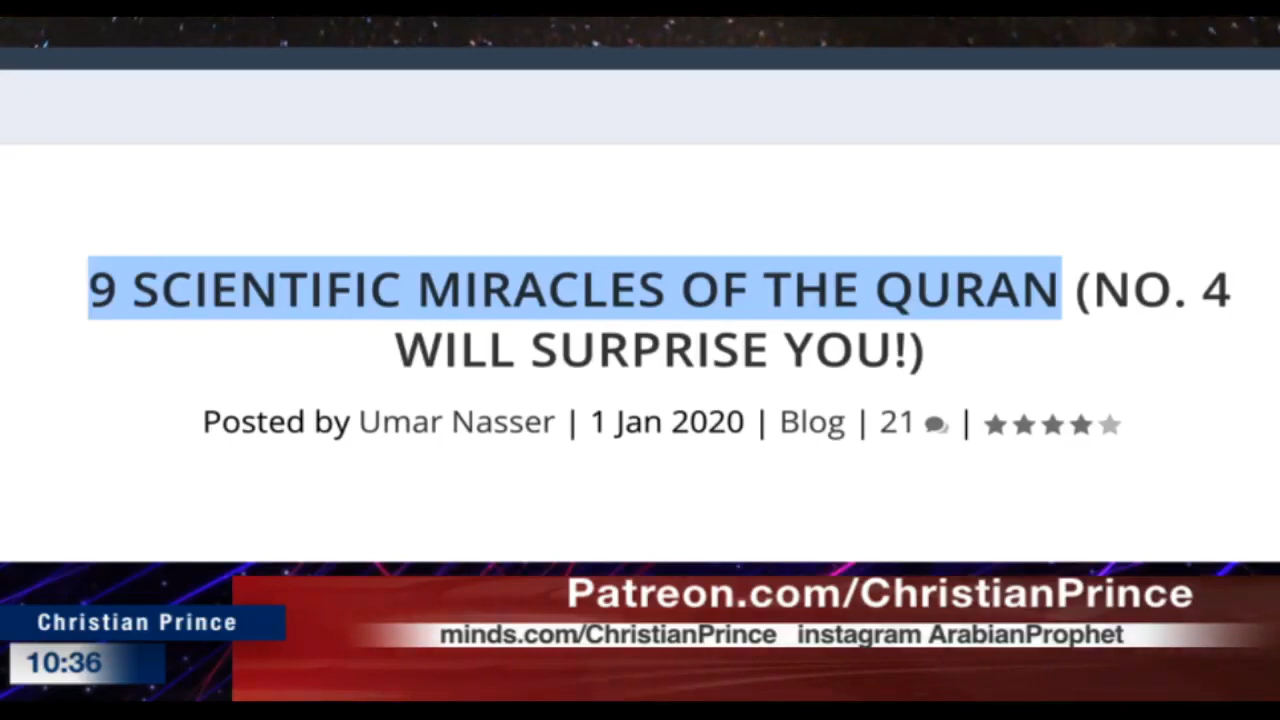 9 SCIENTIFIC MIRACLES OF THE QURAN (NO. 4
WILL SURPRISE YOU!)
Posted by Umar Nasser | 1 Jan 2020 | Blog | 21 |
Patreon.com/ChristianPrince
Christian Prince
minds.com/ChristianPrince instagram ArabianProphet
10:36